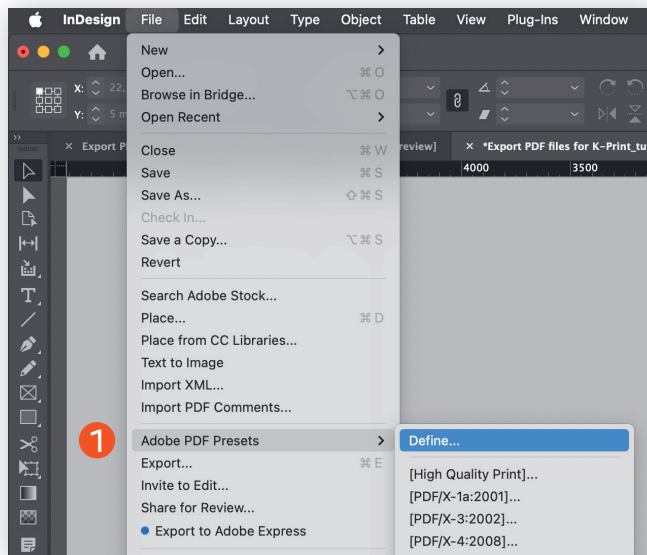 InDesign File Edit Layout Type Object Table View Plug-Ins Window
New
X: 22,
Open... ⌘ O
Browse in Bridge... ⌥⌘ O
Y: 5 m
Open Recent
× Export P
review] × *Export PDF files for K-Print_tu
Close ⌘ W
4000 3500
Save ⌘ S
Save As... ⇧⌘ S
Check In...
Save a Copy... ⌥⌘ S
Revert
Search Adobe Stock...
Place... ⌘ D
Place from CC Libraries...
Text to Image
Import XML...
Import PDF Comments...
1 Adobe PDF Presets
Define...
Export... ⌘ E
[High Quality Print]...
Invite to Edit...
[PDF/X-1a:2001]...
Share for Review...
[PDF/X-3:2002]...
Export to Adobe Express
[PDF/X-4:2008]...